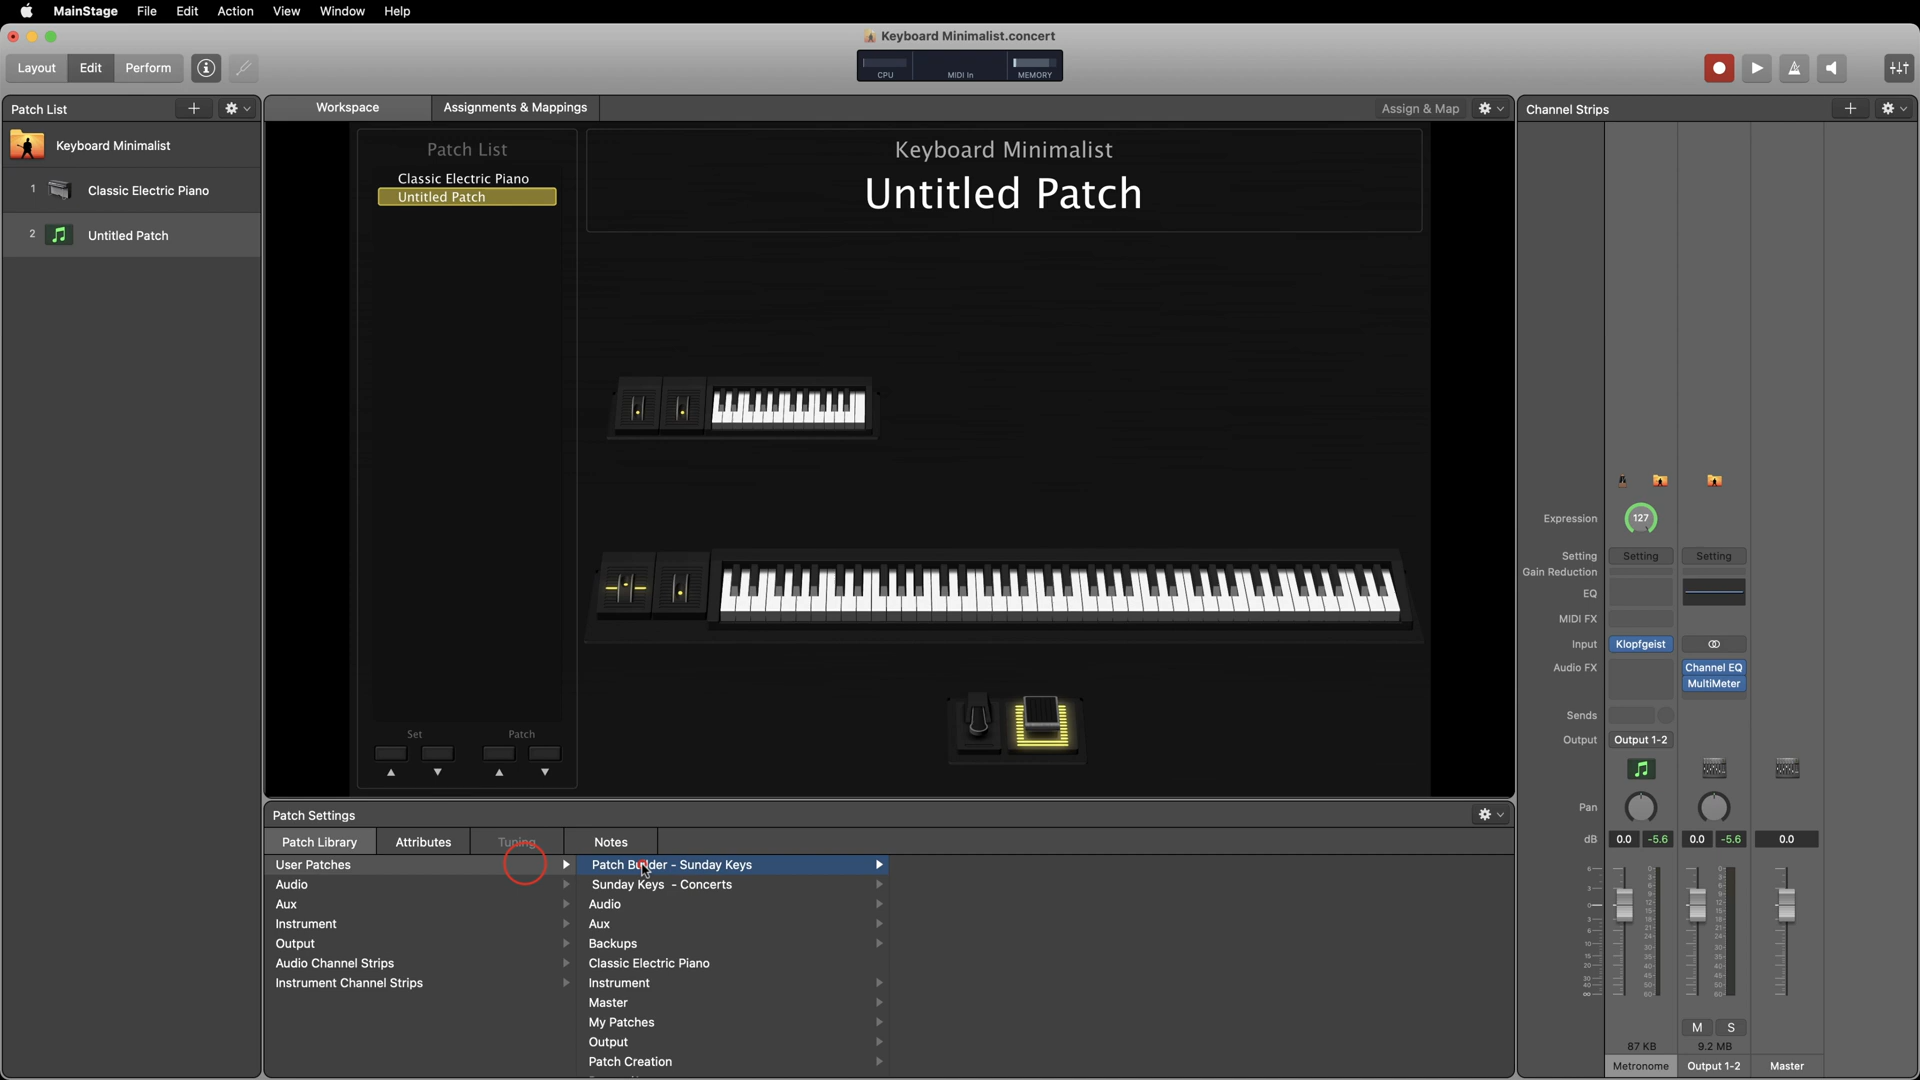 MainStage File Edit Action View Window Help
Keyboard Minimalist.concert
Layout Edit Perform
CPU MIDI In MEMORY
Patch List
Workspace Assignments & Mappings Assign & Map
Channel Strips
Keyboard Minimalist
1 Classic Electric Piano
2 Untitled Patch
Patch List
Classic Electric Piano
Untitled Patch
Keyboard Minimalist
Untitled Patch
Set Patch
Expression 127
Setting Setting Setting
Gain Reduction
EQ
MIDI FX
Input Klopfgeist
Audio FX Channel EQ
MultiMeter
Sends
Output Output 1-2
Pan
dB 0.0 -5.6 0.0 -5.6 0.0
M S
87 KB 9.2 MB
Metronome Output 1-2 Master
Patch Settings
Patch Library Attributes Tuning Notes
User Patches
Audio
Aux
Instrument
Output
Audio Channel Strips
Instrument Channel Strips
Patch Builder - Sunday Keys
Sunday Keys - Concerts
Audio
Aux
Backups
Classic Electric Piano
Instrument
Master
My Patches
Output
Patch Creation